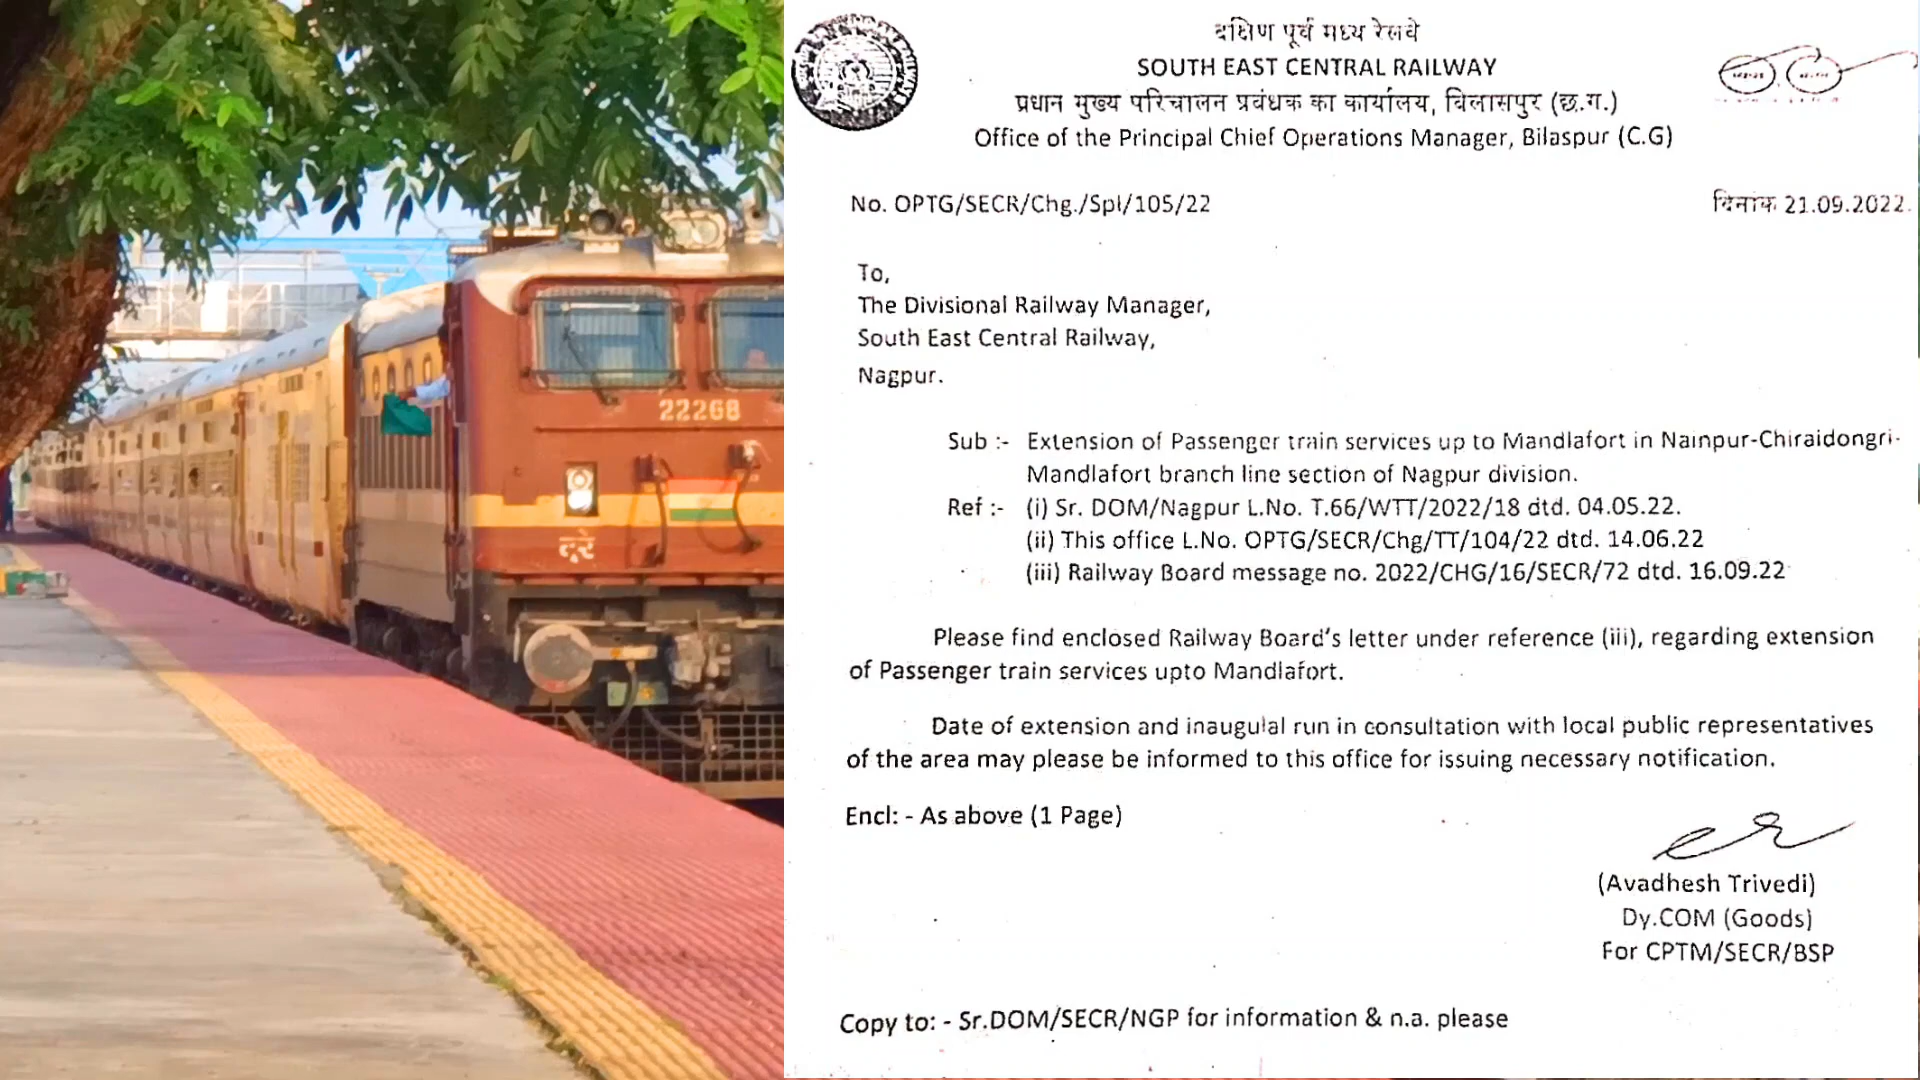 22268
दूरे
दक्षिण पूर्व मध्य रेलवे
SOUTH EAST CENTRAL RAILWAY
प्रधान मुख्य परिचालन प्रबंधक का कार्यालय, बिलासपुर (छ.ग.)
Office of the Principal Chief Operations Manager, Bilaspur (C.G)
No. OPTG/SECR/Chg./Spl/105/22 दिनांक 21.09.2022.
To,
The Divisional Railway Manager,
South East Central Railway,
Nagpur.
Sub :- Extension of Passenger train services up to Mandlafort in Nainpur-Chiraidongri-
Mandlafort branch line section of Nagpur division.
Ref :- (i) Sr. DOM/Nagpur L.No. T.66/WTT/2022/18 dtd. 04.05.22.
(ii) This office L.No. OPTG/SECR/Chg/TT/104/22 dtd. 14.06.22
(iii) Railway Board message no. 2022/CHG/16/SECR/72 dtd. 16.09.22
Please find enclosed Railway Board's letter under reference (iii), regarding extension
of Passenger train services upto Mandlafort.
Date of extension and inaugulal run in consultation with local public representatives
of the area may please be informed to this office for issuing necessary notification.
Encl: - As above (1 Page)
(Avadhesh Trivedi)
Dy.COM (Goods)
For CPTM/SECR/BSP
Copy to: - Sr.DOM/SECR/NGP for information & n.a. please